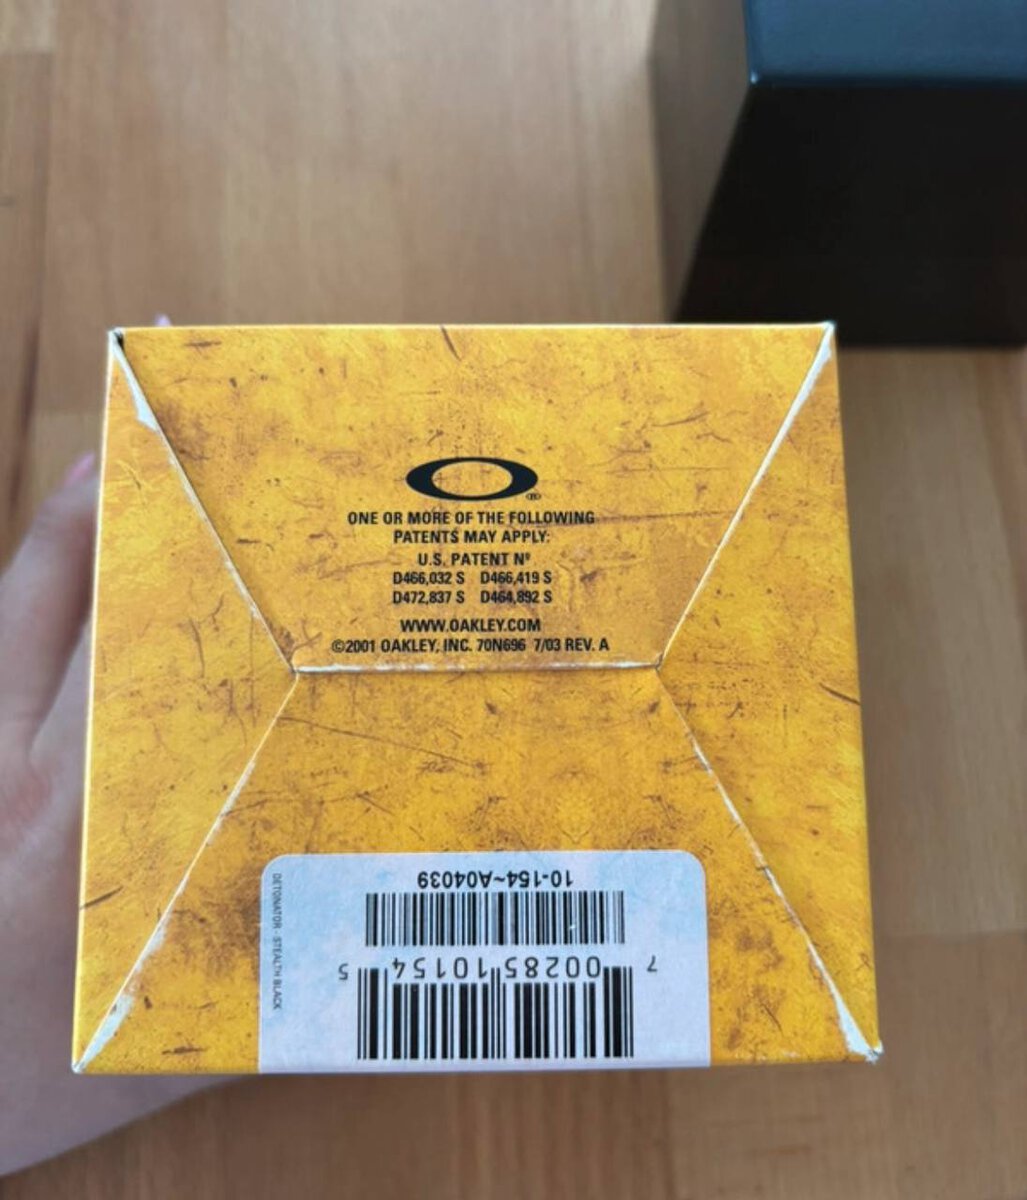 ®
ONE OR MORE OF THE FOLLOWING
PATENTS MAY APPLY:
U.S. PATENT Nº
D466,032 S D466,419 S
D472,837 S D464,892 S
WWW.OAKLEY.COM
©2001 OAKLEY, INC. 70N696 7/03 REV. A
DETONATOR - STEALTH BLACK
7 00285 10154 5
10-154~A04039